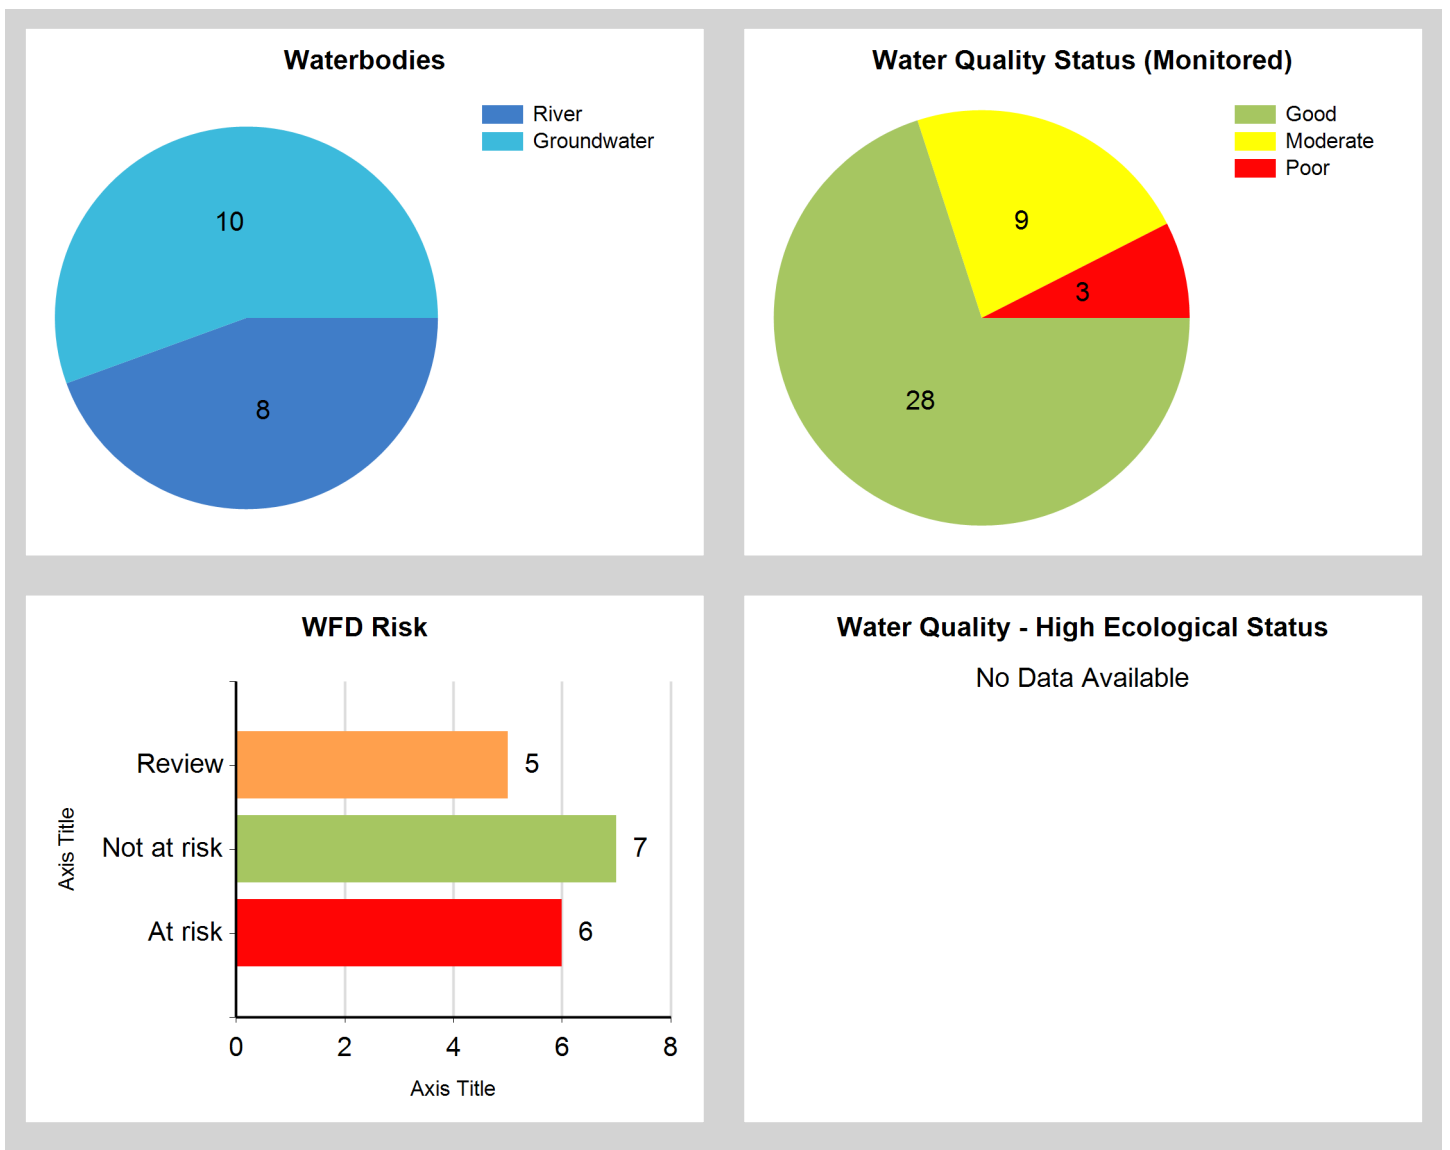 Waterbodies
River
Groundwater
10
8
Water Quality Status (Monitored)
Good
Moderate
Poor
9
3
28
WFD Risk
Review
5
Not at risk
7
At risk
6
Axis Title
0 2 4 6 8
Axis Title
Water Quality - High Ecological Status
No Data Available